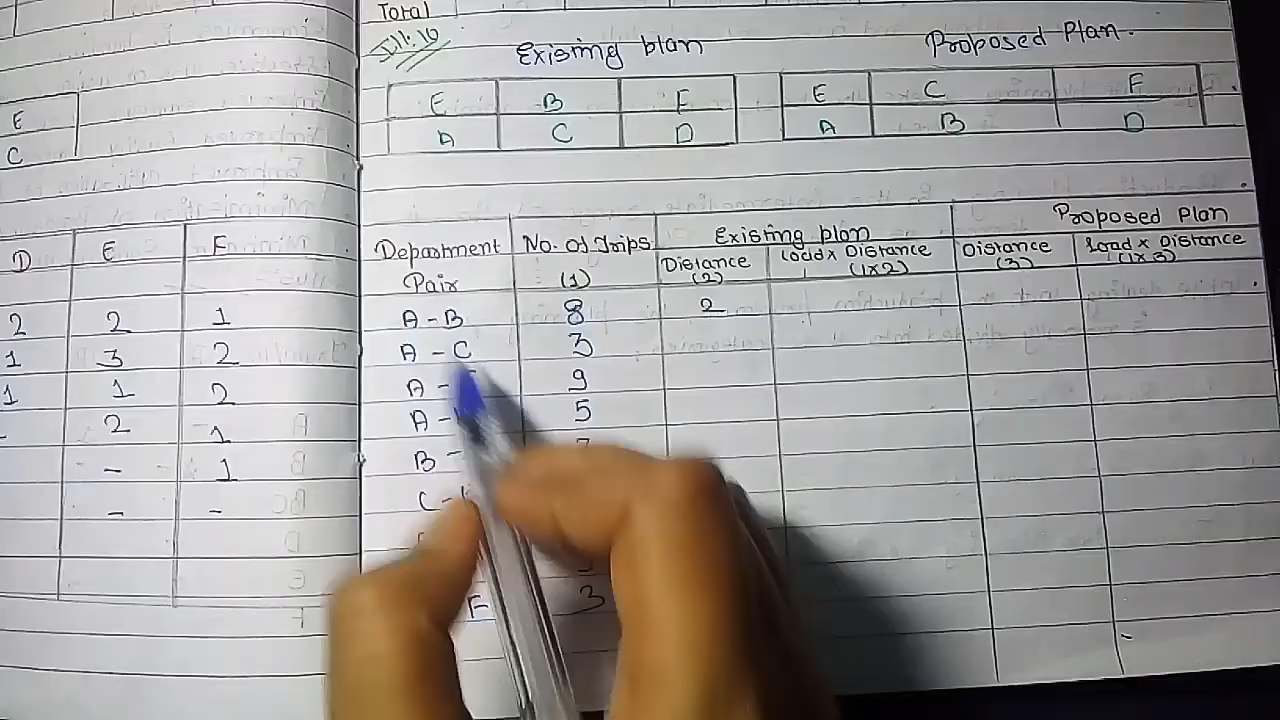 Total
Ill:10
Existing plan
Proposed Plan.
E B F
A C D
E C F
A B D
E
C
D E F
2 2 1
1 3 2
1 1 2
- 2 1
- 1
- -
Department Pair
No. of Trips (1)
Existing plan
Proposed Plan
Distance (2)
Load x Distance (1x2)
Distance (3)
Load x Distance (1x3)
A - B 8 2
A - C 3
A - 9
A - 5
B -
C -
F 3